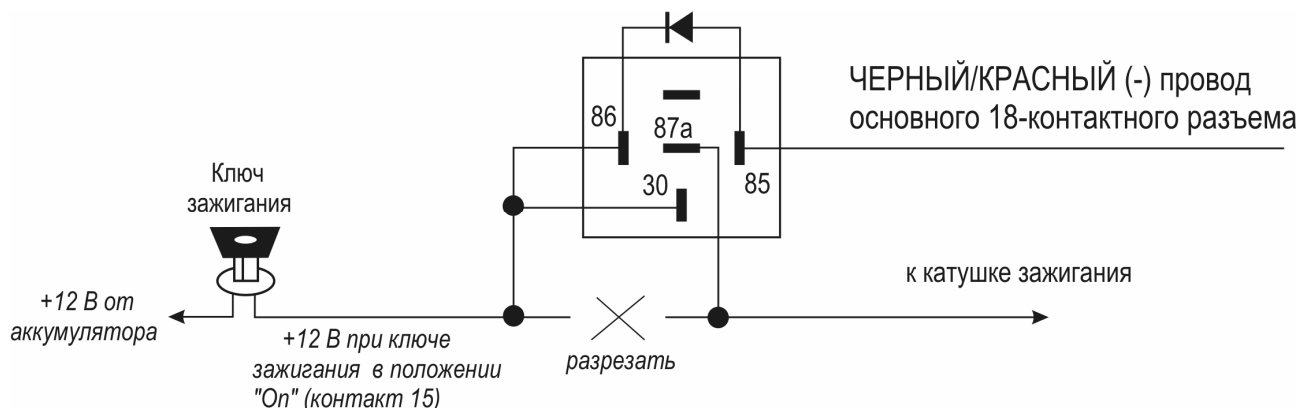 ЧЕРНЫЙ/КРАСНЫЙ (-) провод
основного 18-контактного разъема
86
87а
30
85
Ключ
зажигания
к катушке зажигания
+12 В от
аккумулятора
+12 В при ключе
зажигания в положении
"On" (контакт 15)
разрезать